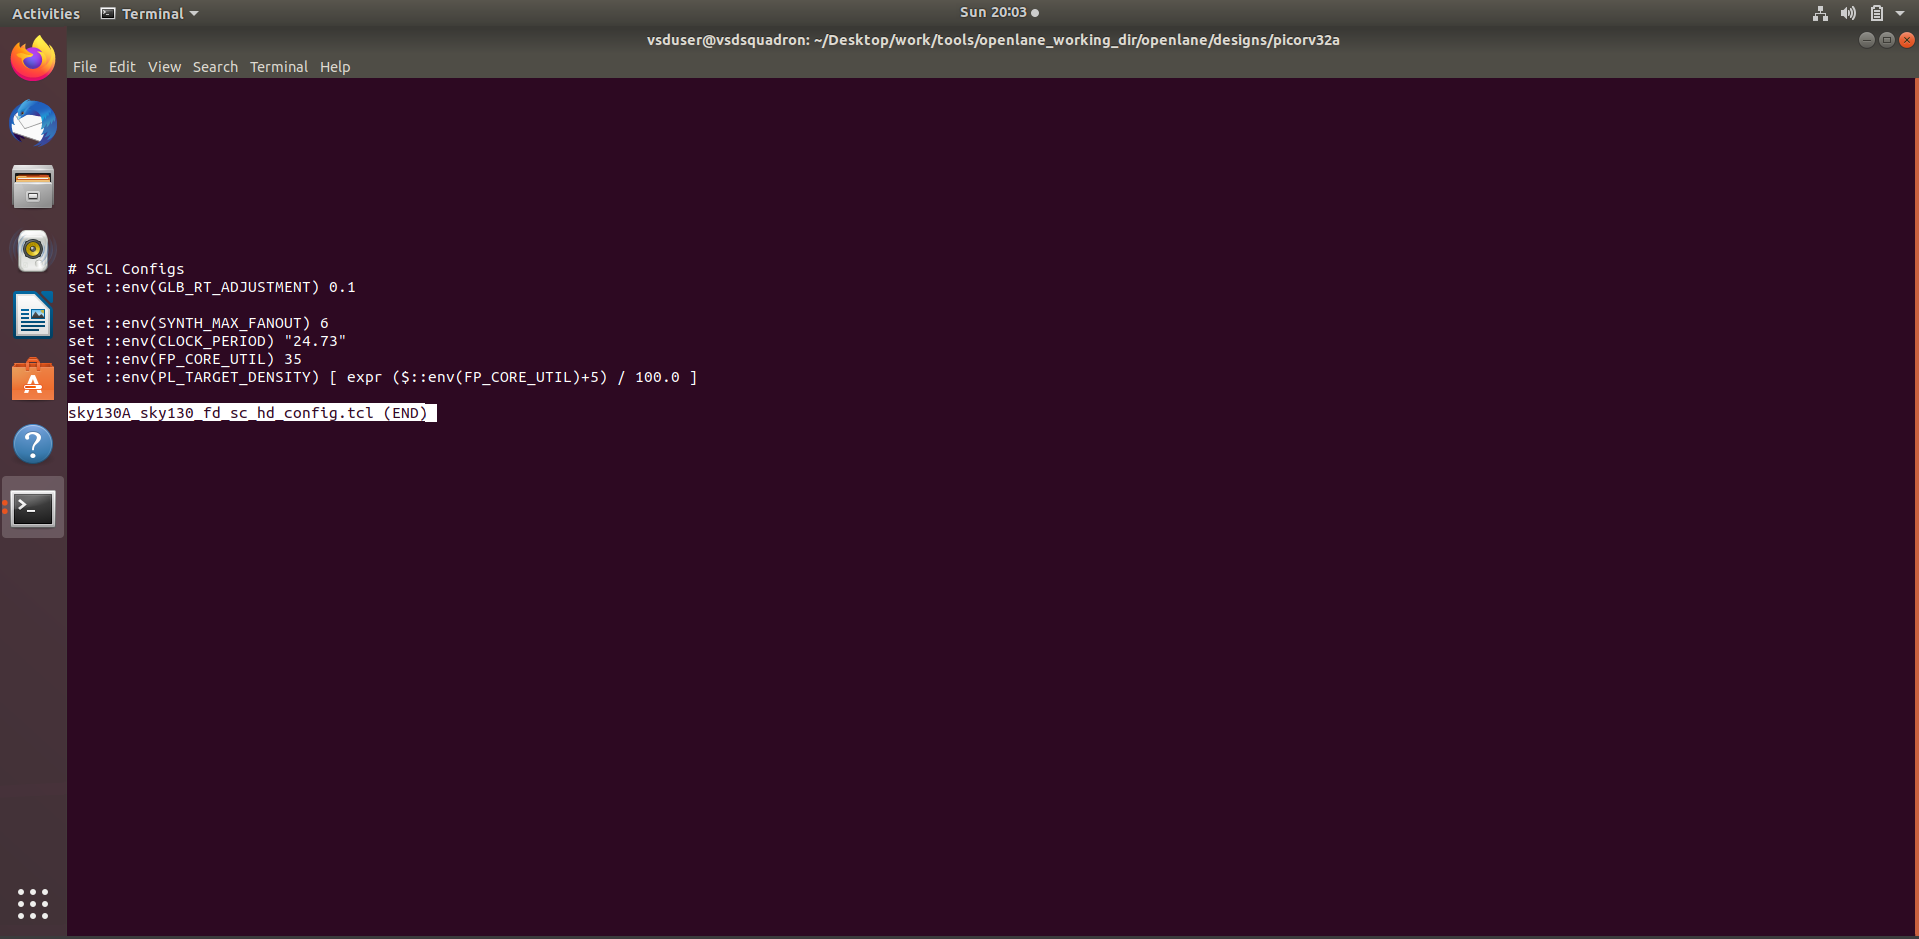 Activities Terminal Sun 20:03
vsduser@vsdsquadron: ~/Desktop/work/tools/openlane_working_dir/openlane/designs/picorv32a
File Edit View Search Terminal Help
# SCL Configs
set ::env(GLB_RT_ADJUSTMENT) 0.1
set ::env(SYNTH_MAX_FANOUT) 6
set ::env(CLOCK_PERIOD) "24.73"
set ::env(FP_CORE_UTIL) 35
set ::env(PL_TARGET_DENSITY) [ expr ($::env(FP_CORE_UTIL)+5) / 100.0 ]
sky130A_sky130_fd_sc_hd_config.tcl (END)